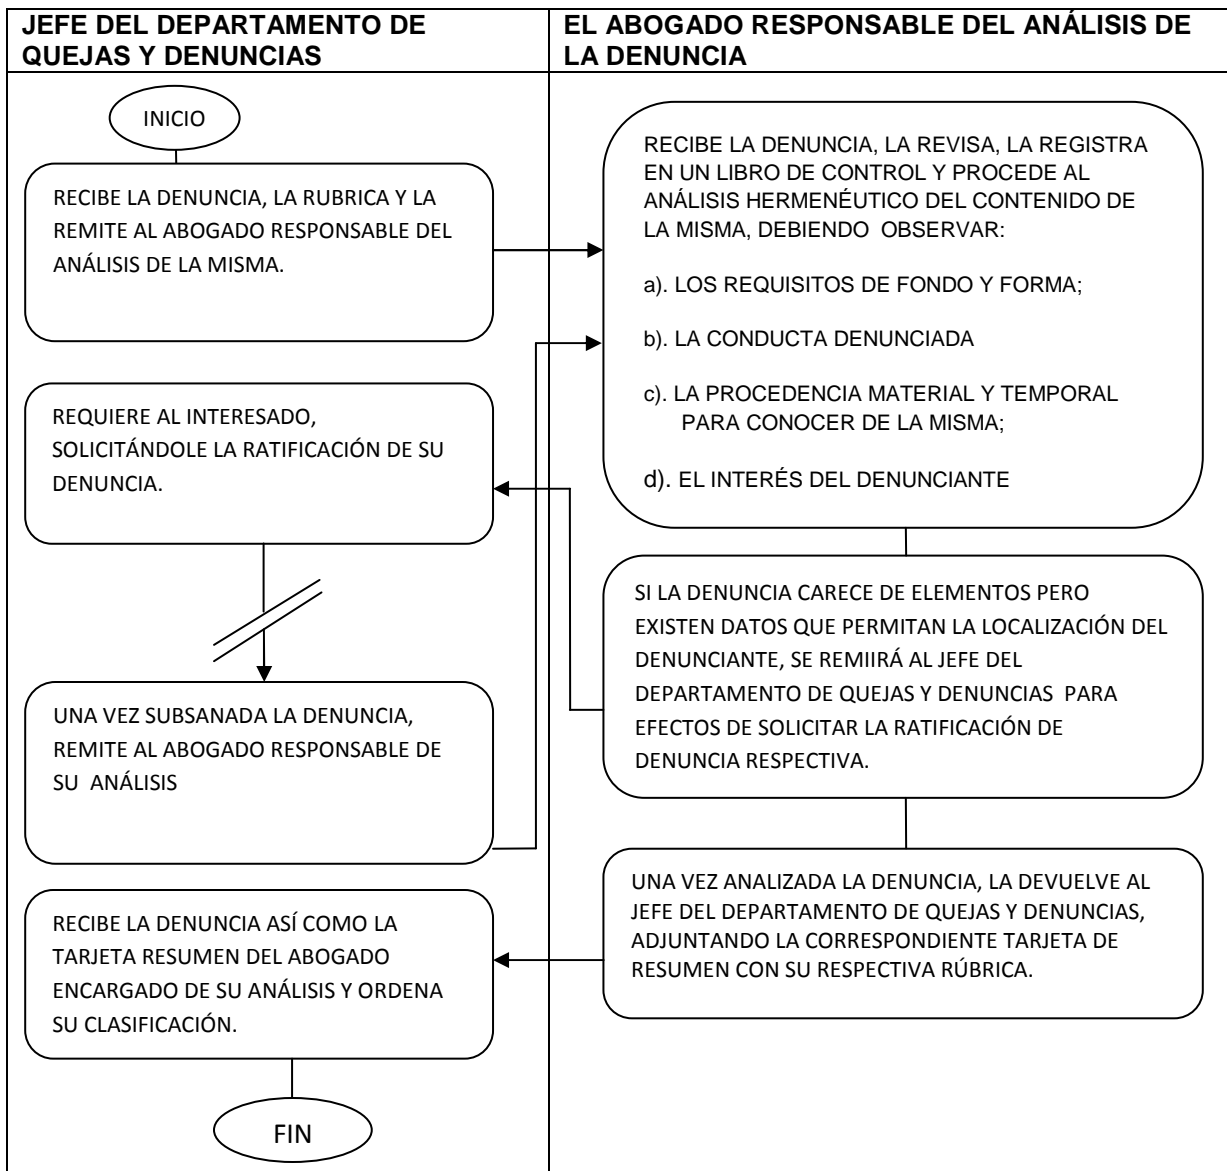 JEFE DEL DEPARTAMENTO DE
QUEJAS Y DENUNCIAS
EL ABOGADO RESPONSABLE DEL ANÁLISIS DE
LA DENUNCIA
INICIO
RECIBE LA DENUNCIA, LA RUBRICA Y LA
REMITE AL ABOGADO RESPONSABLE DEL
ANÁLISIS DE LA MISMA.
RECIBE LA DENUNCIA, LA REVISA, LA REGISTRA
EN UN LIBRO DE CONTROL Y PROCEDE AL
ANÁLISIS HERMENÉUTICO DEL CONTENIDO DE
LA MISMA, DEBIENDO OBSERVAR:
a). LOS REQUISITOS DE FONDO Y FORMA;
b). LA CONDUCTA DENUNCIADA
c). LA PROCEDENCIA MATERIAL Y TEMPORAL
PARA CONOCER DE LA MISMA;
d). EL INTERÉS DEL DENUNCIANTE
REQUIERE AL INTERESADO,
SOLICITÁNDOLE LA RATIFICACIÓN DE SU
DENUNCIA.
SI LA DENUNCIA CARECE DE ELEMENTOS PERO
EXISTEN DATOS QUE PERMITAN LA LOCALIZACIÓN DEL
DENUNCIANTE, SE REMIIRÁ AL JEFE DEL
DEPARTAMENTO DE QUEJAS Y DENUNCIAS PARA
EFECTOS DE SOLICITAR LA RATIFICACIÓN DE
DENUNCIA RESPECTIVA.
UNA VEZ SUBSANADA LA DENUNCIA,
REMITE AL ABOGADO RESPONSABLE DE
SU ANÁLISIS
UNA VEZ ANALIZADA LA DENUNCIA, LA DEVUELVE AL
JEFE DEL DEPARTAMENTO DE QUEJAS Y DENUNCIAS,
ADJUNTANDO LA CORRESPONDIENTE TARJETA DE
RESUMEN CON SU RESPECTIVA RÚBRICA.
RECIBE LA DENUNCIA ASÍ COMO LA
TARJETA RESUMEN DEL ABOGADO
ENCARGADO DE SU ANÁLISIS Y ORDENA
SU CLASIFICACIÓN.
FIN